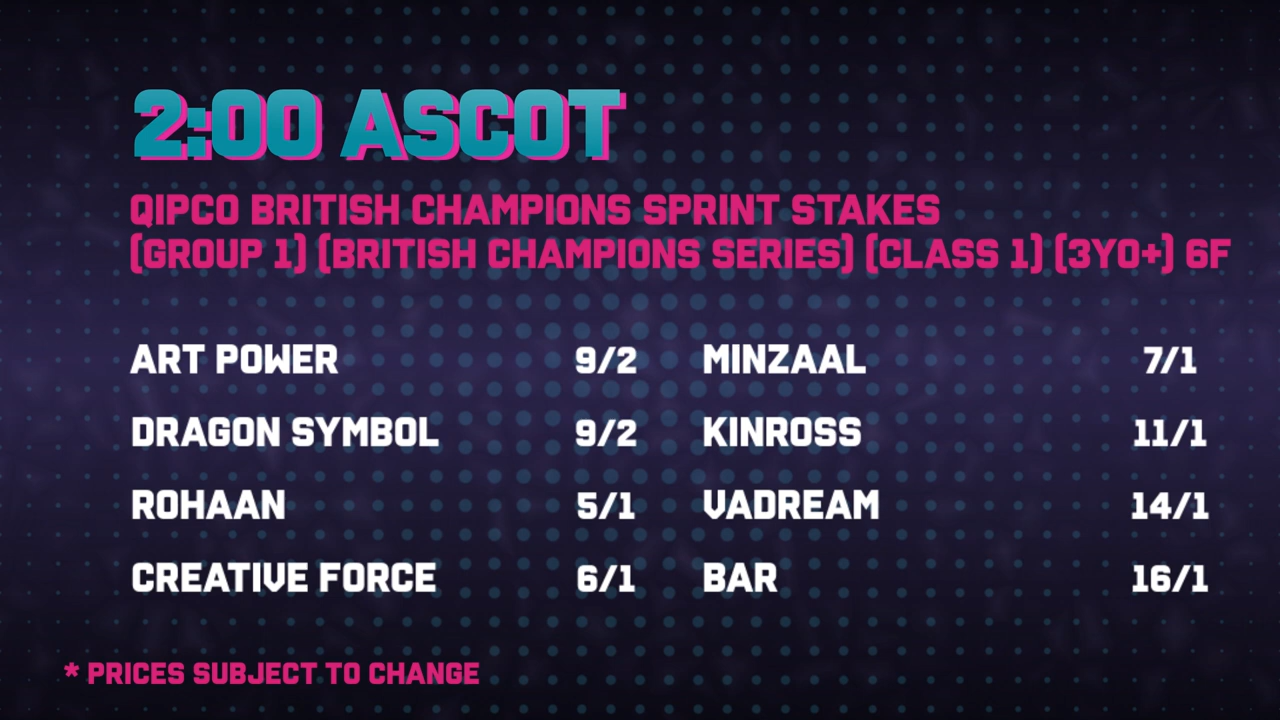 2:00 ASCOT
QIPCO BRITISH CHAMPIONS SPRINT STAKES
(GROUP 1) (BRITISH CHAMPIONS SERIES) (CLASS 1) (3YO+) 6F
ART POWER 9/2 MINZAAL 7/1
DRAGON SYMBOL 9/2 KINROSS 11/1
ROHAAN 5/1 VADREAM 14/1
CREATIVE FORCE 6/1 BAR 16/1
* PRICES SUBJECT TO CHANGE